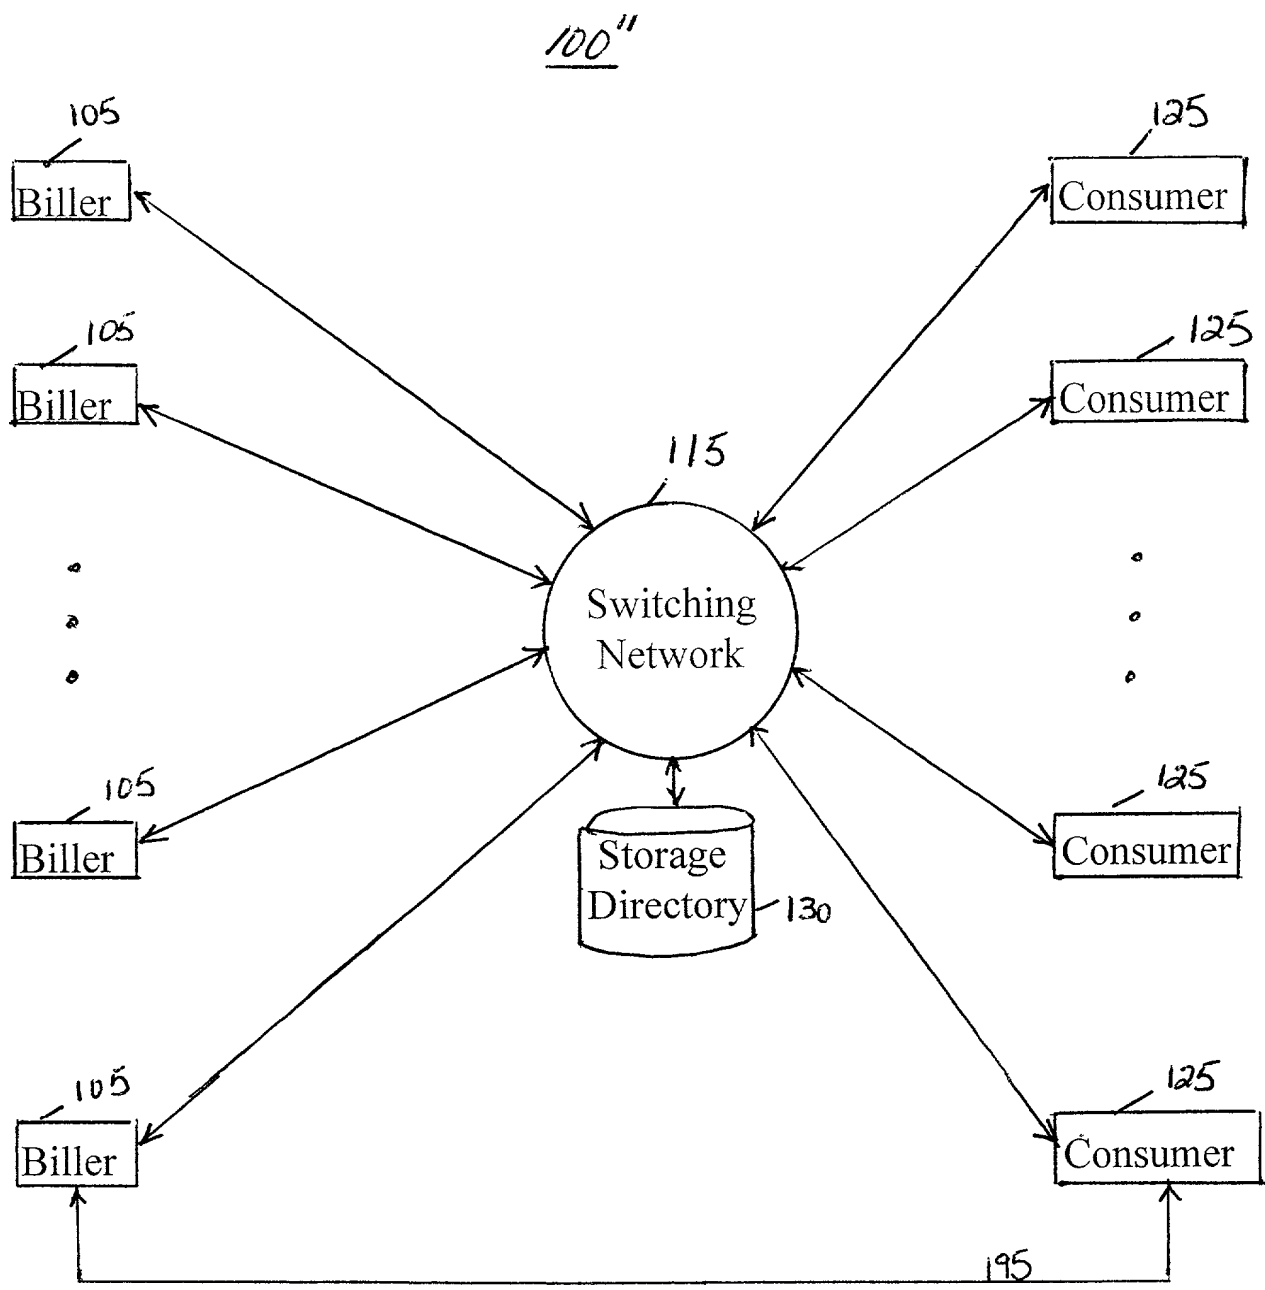 100"
105
125
Biller
Consumer
105
125
Biller
Consumer
115
Switching
Network
105
125
Biller
Consumer
Storage
Directory
130
105
125
Biller
Consumer
195